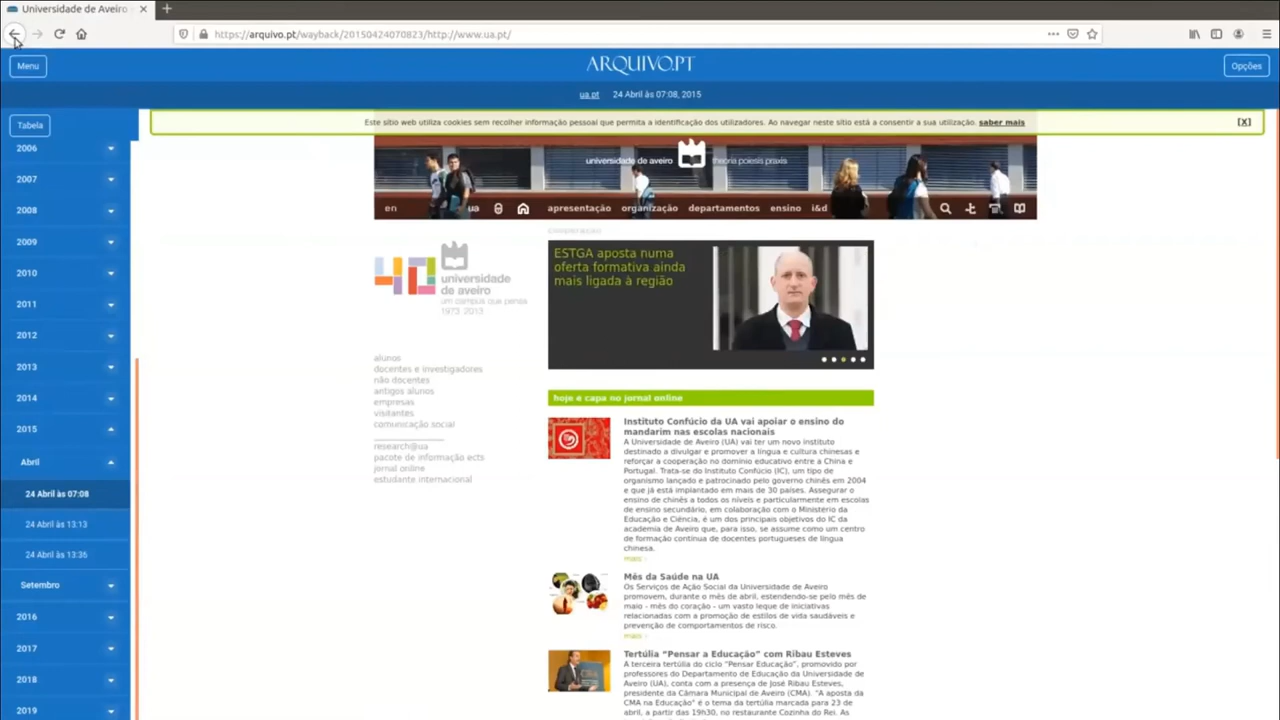 Universidade de Aveiro
https://arquivo.pt/wayback/20150424070823/http://www.ua.pt/
Menu
ARQUIVO.PT
Opções
ua.pt 24 Abril às 07:08, 2015
Tabela
2006
2007
2008
2009
2010
2011
2012
2013
2014
2015
Abril
24 Abril às 07:08
24 Abril às 13:13
24 Abril às 13:35
Setembro
2016
2017
2018
2019
Este sítio web utiliza cookies sem recolher informação pessoal que permita a identificação dos utilizadores. Ao navegar neste sítio está a consentir a sua utilização. saber mais
[X]
universidade de aveiro theoria poiesis praxis
en ua apresentação organização departamentos ensino i&d
universidade
de aveiro
um campus que pensa
1973 2013
alunos
docentes e investigadores
não docentes
antigos alunos
empresas
visitantes
comunicação social
research@ua
pacote de informação ects
jornal online
estudante internacional
cooperação
ESTGA aposta numa
oferta formativa ainda
mais ligada à região
hoje é capa no jornal online
Instituto Confúcio da UA vai apoiar o ensino do
mandarim nas escolas nacionais
A Universidade de Aveiro (UA) vai ter um novo instituto
destinado a divulgar e promover a língua e cultura chinesas e
reforçar a cooperação no domínio educativo entre a China e
Portugal. Trata-se do Instituto Confúcio (IC), um tipo de
organismo lançado e patrocinado pelo governo chinês em 2004
e que já está implantado em mais de 30 países. Assegurar o
ensino de chinês a todos os níveis e particularmente em escolas
de ensino secundário, em colaboração com o Ministério da
Educação e Ciência, é um dos principais objetivos do IC da
academia de Aveiro que, para isso, se assume como um centro
de formação contínua de docentes portugueses de língua
chinesa.
mais ›
Mês da Saúde na UA
Os Serviços de Ação Social da Universidade de Aveiro
promovem, durante o mês de abril, estendendo-se pelo mês de
maio - mês do coração - um vasto leque de iniciativas
relacionadas com a promoção de estilos de vida saudáveis e
prevenção de comportamentos de risco.
mais ›
Tertúlia “Pensar a Educação” com Ribau Esteves
A terceira tertúlia do ciclo “Pensar Educação”, promovido por
professores do Departamento de Educação da Universidade de
Aveiro (UA), conta com a presença de José Ribau Esteves,
presidente da Câmara Municipal de Aveiro (CMA). “A aposta da
CMA na Educação” é o tema da tertúlia marcada para 23 de
abril, a partir das 19h30, no restaurante Cozinha do Rei. As